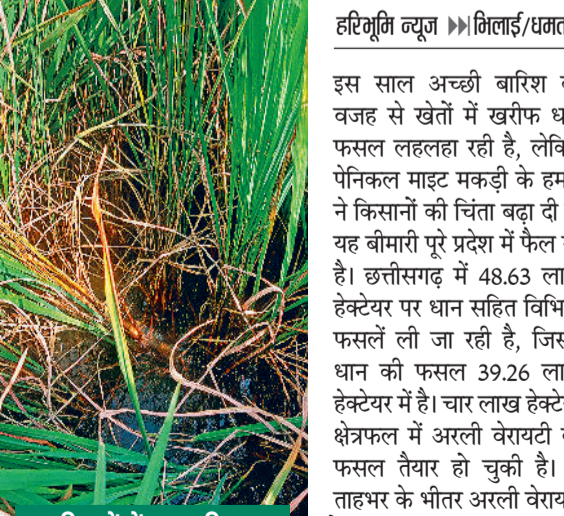 हरिभूमि न्यूज ▸▸| भिलाई/धमत
इस साल अच्छी बारिश
वजह से खेतों में खरीफ
फसल लहलहा रही है,
पेनिकल माइट मकड़ी के
ने किसानों की चिंता बढ़ा दी
यह बीमारी पूरे प्रदेश में फैल
है। छत्तीसगढ़ में 48.63
हेक्टेयर पर धान सहित
फसलें ली जा रही है,
धान की फसल 39.26
हेक्टेयर में है। चार लाख
क्षेत्रफल में अरली वेरायटी
फसल तैयार हो चुकी है।
ताहभर के भीतर अरली